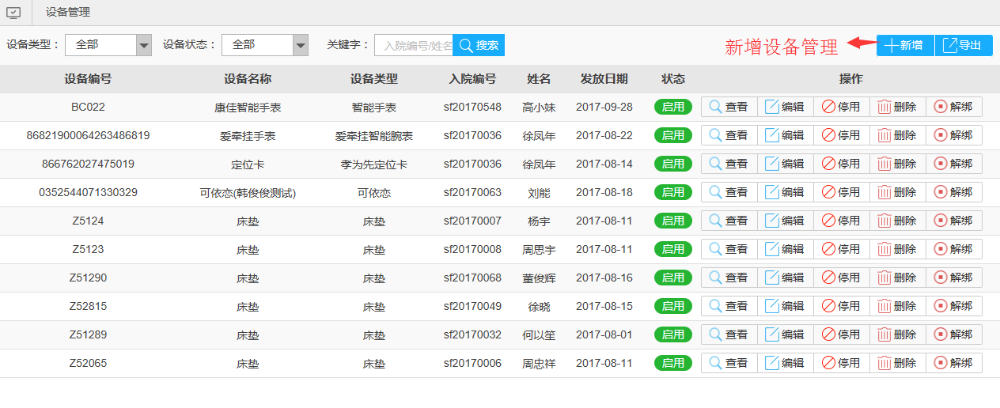 设备管理
设备类型： 全部 设备状态： 全部 关键字： 入院编号/姓名 搜索 新增设备管理 新增 导出
设备编号 设备名称 设备类型 入院编号 姓名 发放日期 状态 操作
BC022 康佳智能手表 智能手表 sf20170548 高小妹 2017-09-28 启用 查看 编辑 停用 删除 解绑
86821900064263486819 爱牵挂手表 爱牵挂智能腕表 sf20170036 徐凤年 2017-08-22 启用 查看 编辑 停用 删除 解绑
866762027475019 定位卡 孝为先定位卡 sf20170036 徐凤年 2017-08-14 启用 查看 编辑 停用 删除 解绑
0352544071330329 可依恋(韩俊俊测试) 可依恋 sf20170063 刘能 2017-08-18 启用 查看 编辑 停用 删除 解绑
Z5124 床垫 床垫 sf20170007 杨宇 2017-08-11 启用 查看 编辑 停用 删除 解绑
Z5123 床垫 床垫 sf20170008 周思宇 2017-08-11 启用 查看 编辑 停用 删除 解绑
Z51290 床垫 床垫 sf20170068 董俊辉 2017-08-16 启用 查看 编辑 停用 删除 解绑
Z52815 床垫 床垫 sf20170049 徐晓 2017-08-15 启用 查看 编辑 停用 删除 解绑
Z51289 床垫 床垫 sf20170032 何以笙 2017-08-01 启用 查看 编辑 停用 删除 解绑
Z52065 床垫 床垫 sf20170006 周忠祥 2017-08-11 启用 查看 编辑 停用 删除 解绑